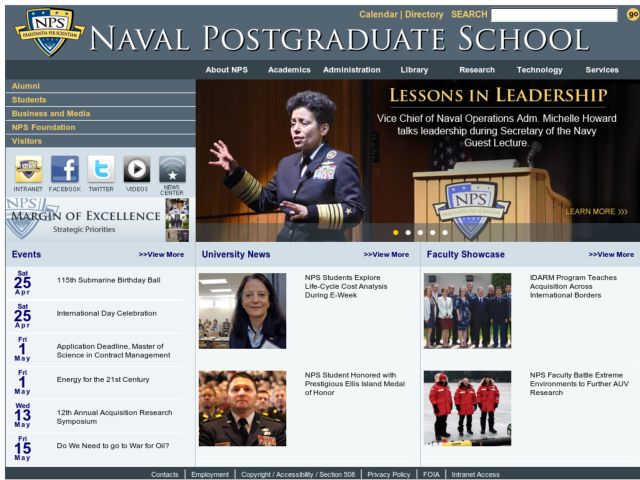 Calendar | Directory SEARCH go
NPS
PRAESTANTIA PER SCIENTIAM
NAVAL POSTGRADUATE SCHOOL
About NPS Academics Administration Library Research Technology Services
Alumni
Students
Business and Media
NPS Foundation
Visitors
INTRANET FACEBOOK TWITTER VIDEOS NEWS CENTER
NPS
MARGIN OF EXCELLENCE
Strategic Priorities
LESSONS IN LEADERSHIP
Vice Chief of Naval Operations Adm. Michelle Howard
talks leadership during Secretary of the Navy
Guest Lecture.
NPS
LEARN MORE >>>
Events >>View More
Sat
25
Apr
115th Submarine Birthday Ball
Sat
25
Apr
International Day Celebration
Fri
1
May
Application Deadline, Master of
Science in Contract Management
Fri
1
May
Energy for the 21st Century
Wed
13
May
12th Annual Acquisition Research
Symposium
Fri
15
May
Do We Need to go to War for Oil?
University News >>View More
NPS Students Explore
Life-Cycle Cost Analysis
During E-Week
NPS Student Honored with
Prestigious Ellis Island Medal
of Honor
Faculty Showcase >>View More
IDARM Program Teaches
Acquisition Across
International Borders
NPS Faculty Battle Extreme
Environments to Further AUV
Research
Contacts | Employment | Copyright / Accessibility / Section 508 | Privacy Policy | FOIA | Intranet Access